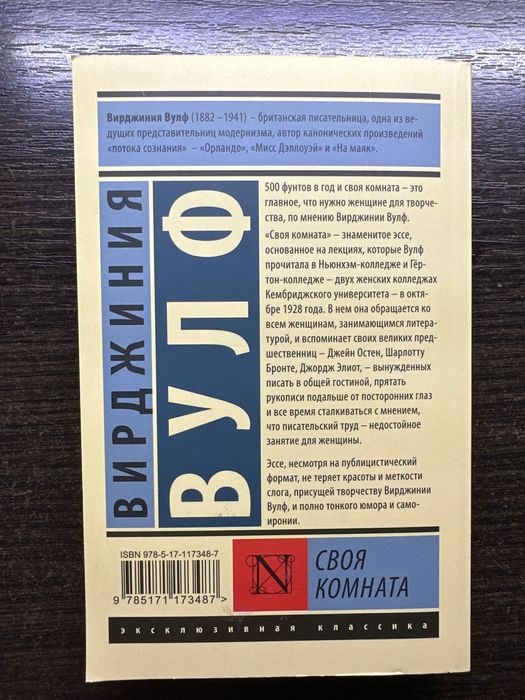 Вирджиния Вулф (1882 –1941) – британская писательница, одна из ве-
дущих представительниц модернизма, автор канонических произведений
«потока сознания» – «Орландо», «Мисс Дэллоуэй» и «На маяк».
ВИРДЖИНИЯ
ВУЛФ
500 фунтов в год и своя комната – это
главное, что нужно женщине для творче-
ства, по мнению Вирджинии Вулф.
«Своя комната» – знаменитое эссе,
основанное на лекциях, которые Вулф
прочитала в Ньюнхэм-колледже и Гёр-
тон-колледже – двух женских колледжах
Кембриджского университета – в октя-
бре 1928 года. В нем она обращается ко
всем женщинам, занимающимся литера-
турой, и вспоминает своих великих пред-
шественниц – Джейн Остен, Шарлотту
Бронте, Джордж Элиот, – вынужденных
писать в общей гостиной, прятать
рукописи подальше от посторонних глаз
и все время сталкиваться с мнением,
что писательский труд – недостойное
занятие для женщины.
Эссе, несмотря на публицистический
формат, не теряет красоты и меткости
слога, присущей творчеству Вирджинии
Вулф, и полно тонкого юмора и само-
иронии.
ISBN 978-5-17-117348-7
9 785171 173487 >
N
СВОЯ
КОМНАТА
эксклюзивная классика